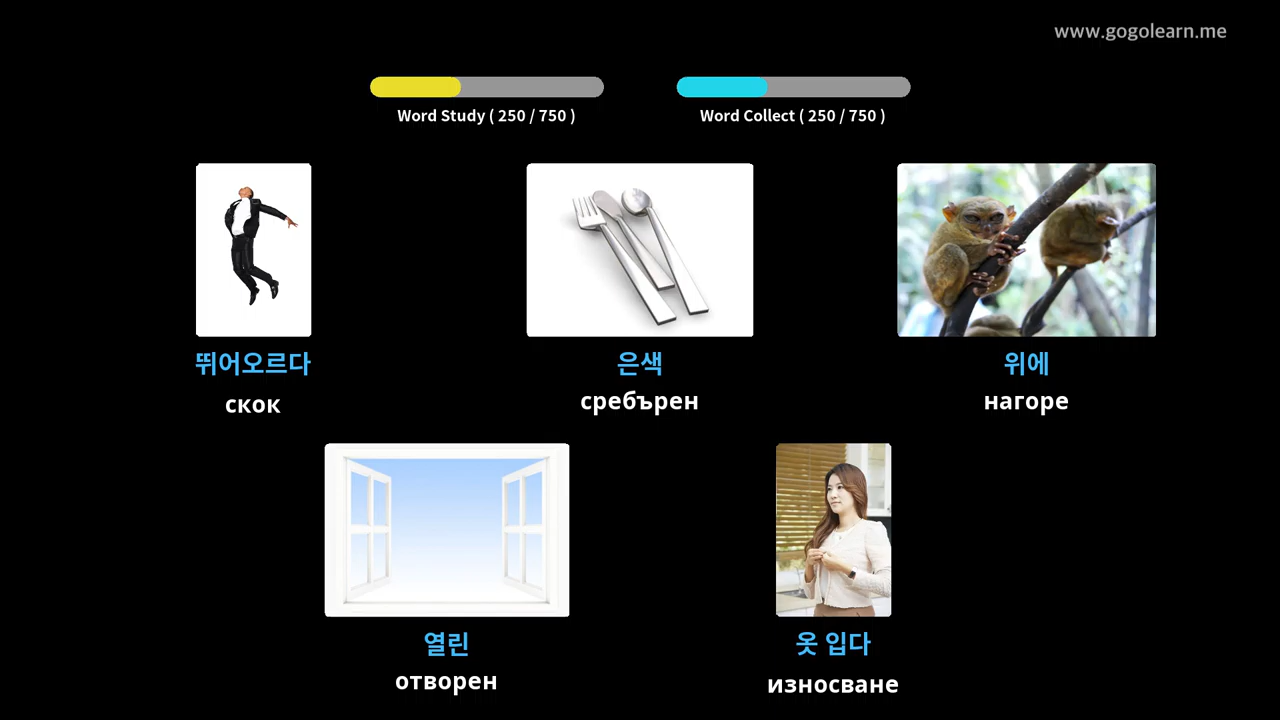 www.gogolearn.me
Word Study ( 250 / 750 )
Word Collect ( 250 / 750 )
뛰어오르다
скок
은색
сребърен
위에
нагоре
열린
отворен
옷 입다
износване